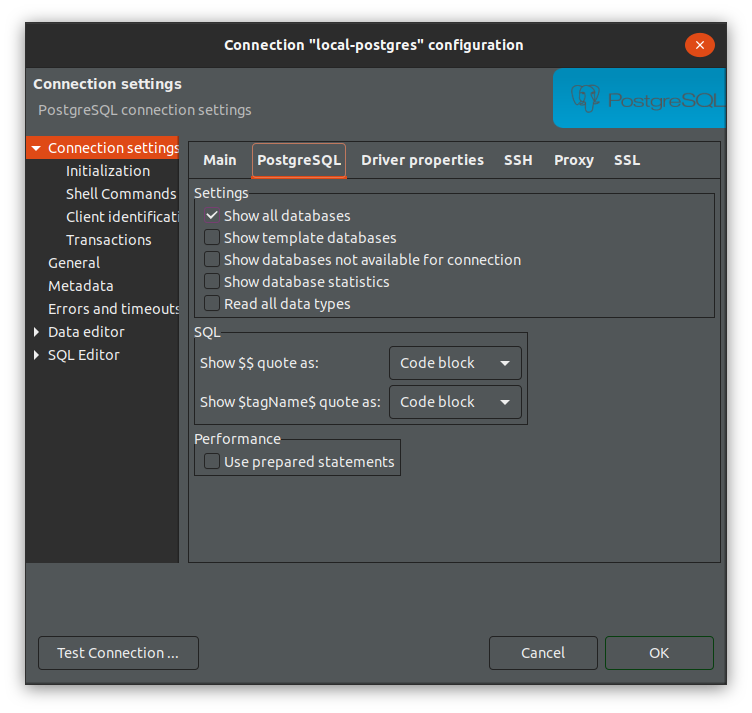 Connection "local-postgres" configuration
Connection settings
PostgreSQL connection settings
PostgreSQL
Connection settings
Initialization
Shell Commands
Client identificati
Transactions
General
Metadata
Errors and timeouts
Data editor
SQL Editor
Main PostgreSQL Driver properties SSH Proxy SSL
Settings
Show all databases
Show template databases
Show databases not available for connection
Show database statistics
Read all data types
SQL
Show $$ quote as: Code block
Show $tagName$ quote as: Code block
Performance
Use prepared statements
Test Connection ... Cancel OK